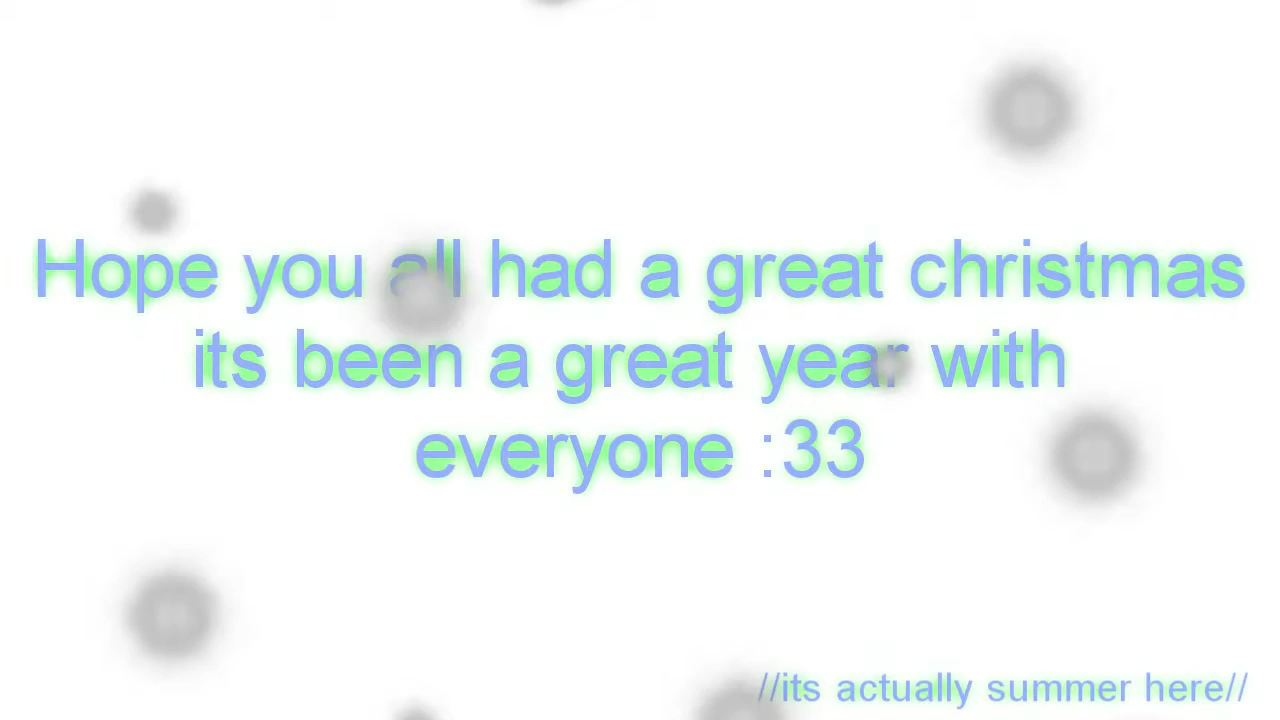 Hope you all had a great christmas
its been a great year with
everyone :33
//its actually summer here//